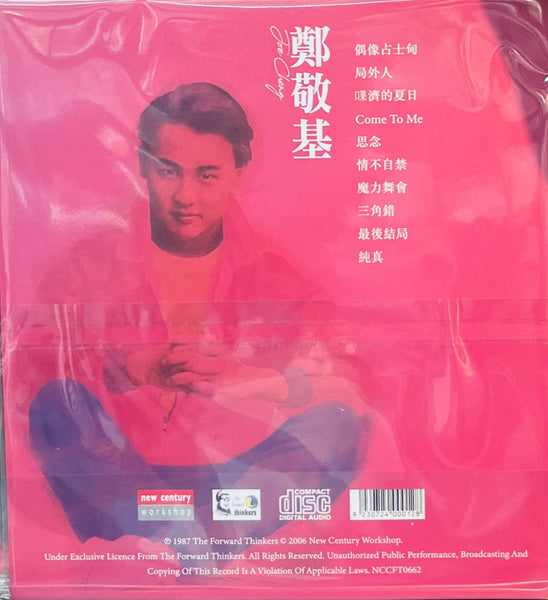 鄭敬基
Joe Cheng
偶像占士甸
局外人
喋濟的夏日
Come To Me
思念
情不自禁
魔力舞會
三角錯
最後結局
純真
new century
workshop
thinkers
COMPACT
disc
DIGITAL AUDIO
9 230724 000128
℗ 1987 The Forward Thinkers © 2006 New Century Workshop.
Under Exclusive Licence From The Forward Thinkers. All Rights Reserved. Unauthorized Public Performance, Broadcasting And
Copying Of This Record Is A Violation Of Applicable Laws. NCCFT0662